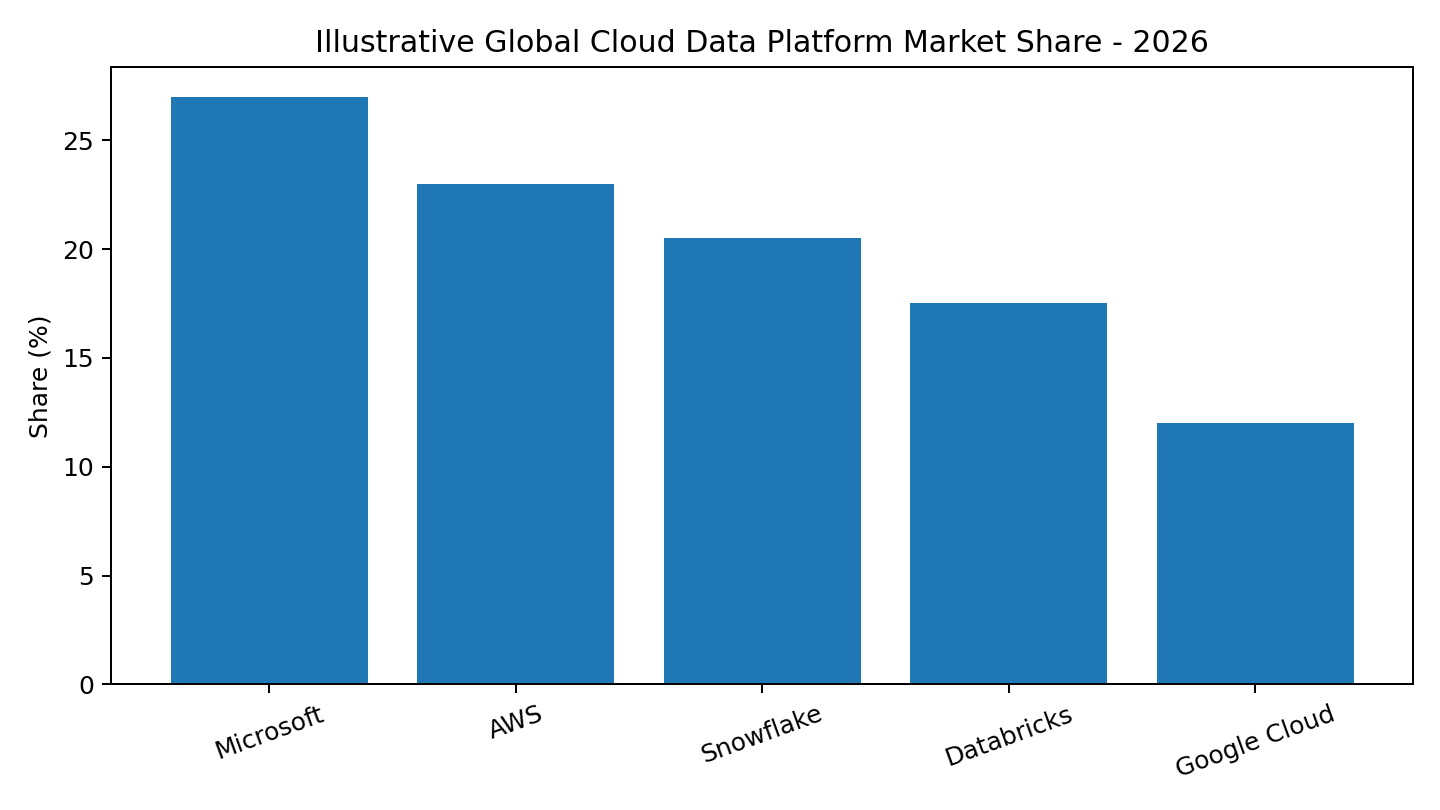 Illustrative Global Cloud Data Platform Market Share - 2026
Share (%)
25
20
15
10
5
0
Microsoft
AWS
Snowflake
Databricks
Google Cloud